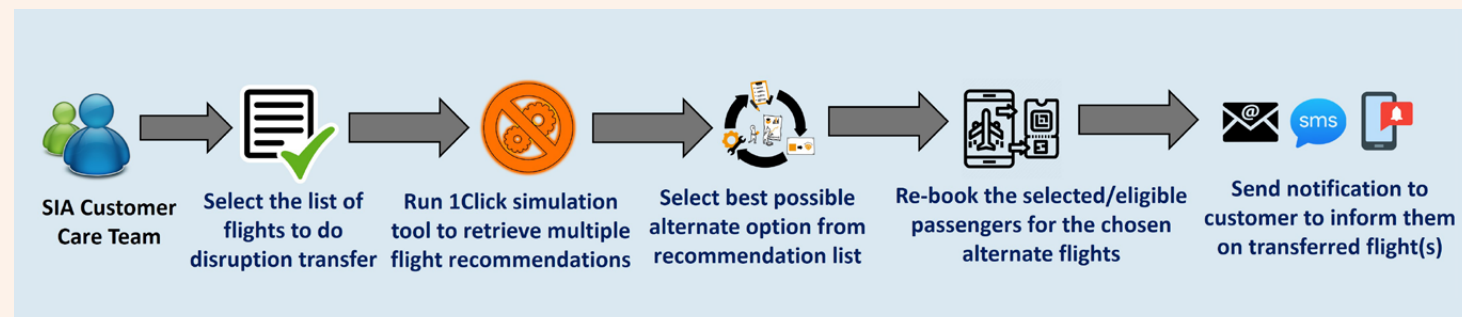 SIA Customer
Care Team
Select the list of
flights to do
disruption transfer
Run 1Click simulation
tool to retrieve multiple
flight recommendations
Select best possible
alternate option from
recommendation list
Re-book the selected/eligible
passengers for the chosen
alternate flights
@
sms
Send notification to
customer to inform them
on transferred flight(s)